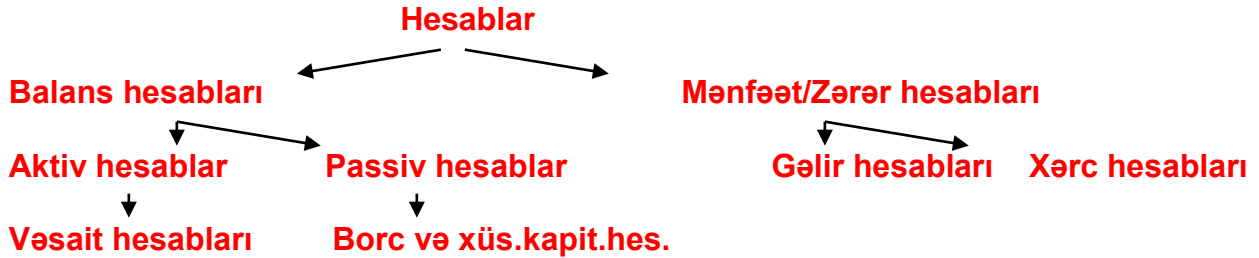 Hesablar
Balans hesabları Mənfəət/Zərər hesabları
Aktiv hesablar Passiv hesablar Gəlir hesabları Xərc hesabları
Vəsait hesabları Borc və xüs.kapit.hes.